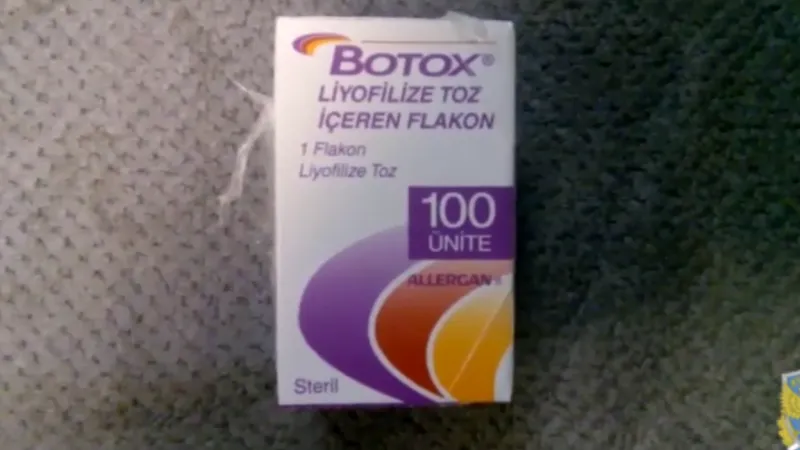 BOTOX®
LİYOFİLİZE TOZ
İÇEREN FLAKON
1 Flakon
Liyofilize Toz
100
ÜNİTE
ALLERGAN
Steril